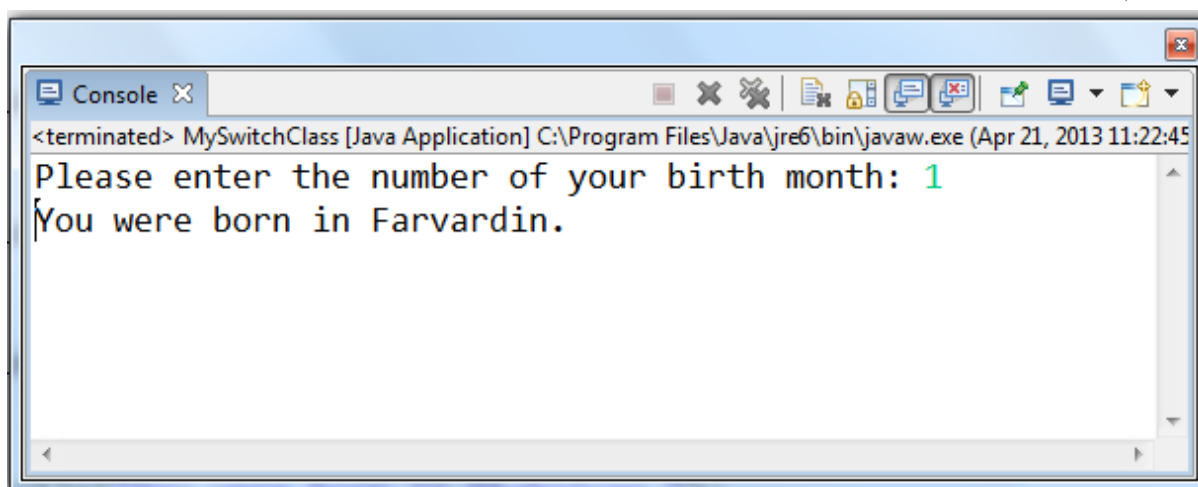 Console
<terminated> MySwitchClass [Java Application] C:\Program Files\Java\jre6\bin\javaw.exe (Apr 21, 2013 11:22:45
Please enter the number of your birth month: 1
You were born in Farvardin.